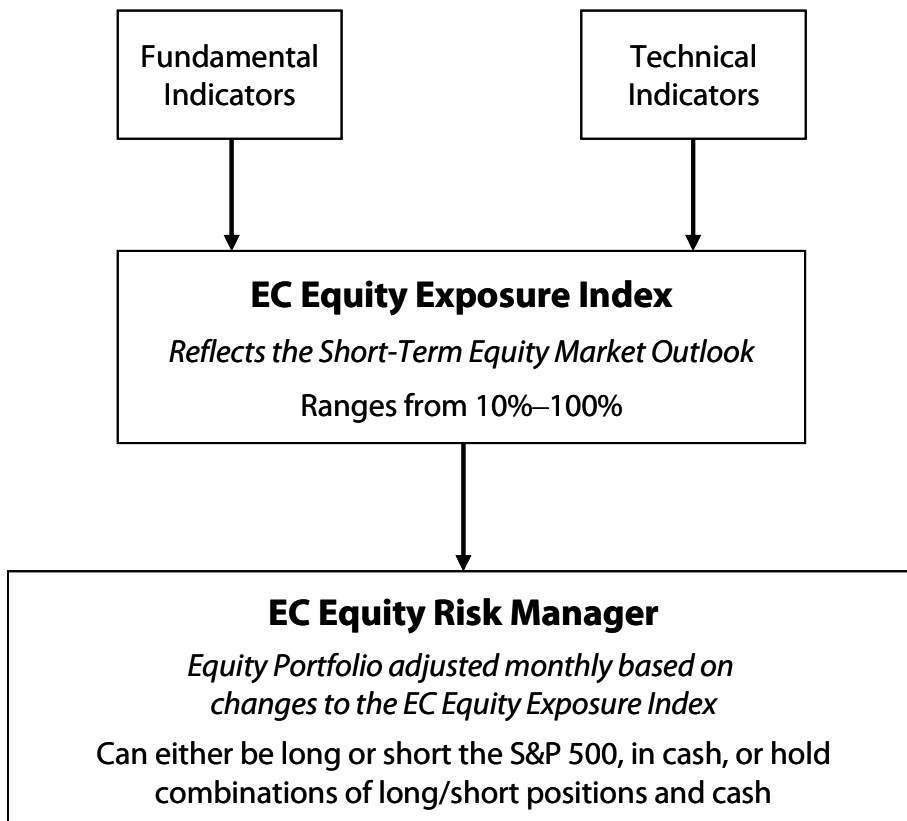 Fundamental
Indicators
Technical
Indicators
EC Equity Exposure Index
Reflects the Short-Term Equity Market Outlook
Ranges from 10%–100%
EC Equity Risk Manager
Equity Portfolio adjusted monthly based on
changes to the EC Equity Exposure Index
Can either be long or short the S&P 500, in cash, or hold
combinations of long/short positions and cash